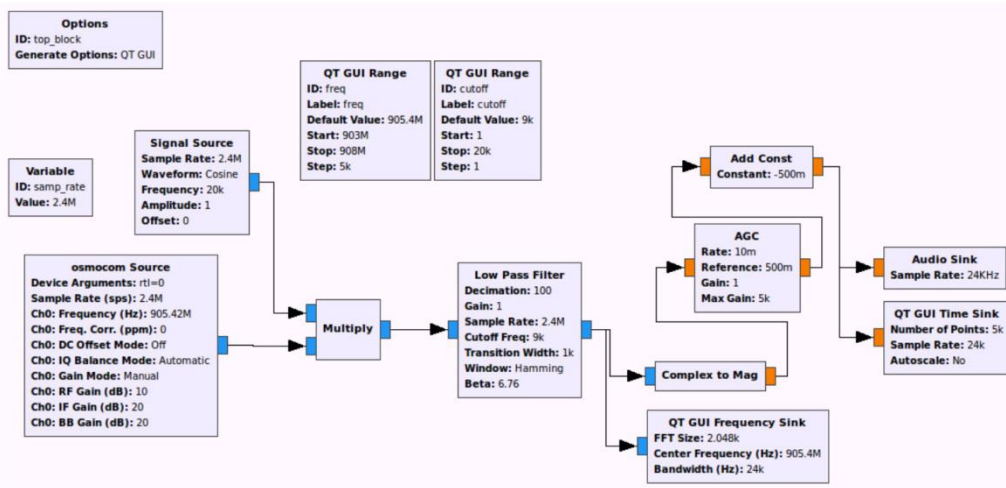 Options
ID: top_block
Generate Options: QT GUI
QT GUI Range
ID: freq
Label: freq
Default Value: 905.4M
Start: 903M
Stop: 908M
Step: 5k
QT GUI Range
ID: cutoff
Label: cutoff
Default Value: 9k
Start: 1
Stop: 20k
Step: 1
Variable
ID: samp_rate
Value: 2.4M
Signal Source
Sample Rate: 2.4M
Waveform: Cosine
Frequency: 20k
Amplitude: 1
Offset: 0
osmocom Source
Device Arguments: rtl=0
Sample Rate (sps): 2.4M
Ch0: Frequency (Hz): 905.42M
Ch0: Freq. Corr. (ppm): 0
Ch0: DC Offset Mode: Off
Ch0: IQ Balance Mode: Automatic
Ch0: Gain Mode: Manual
Ch0: RF Gain (dB): 10
Ch0: IF Gain (dB): 20
Ch0: BB Gain (dB): 20
Multiply
Low Pass Filter
Decimation: 100
Gain: 1
Sample Rate: 2.4M
Cutoff Freq: 9k
Transition Width: 1k
Window: Hamming
Beta: 6.76
Add Const
Constant: -500m
AGC
Rate: 10m
Reference: 500m
Gain: 1
Max Gain: 5k
Complex to Mag
Audio Sink
Sample Rate: 24KHz
QT GUI Time Sink
Number of Points: 5k
Sample Rate: 24k
Autoscale: No
QT GUI Frequency Sink
FFT Size: 2.048k
Center Frequency (Hz): 905.4M
Bandwidth (Hz): 24k